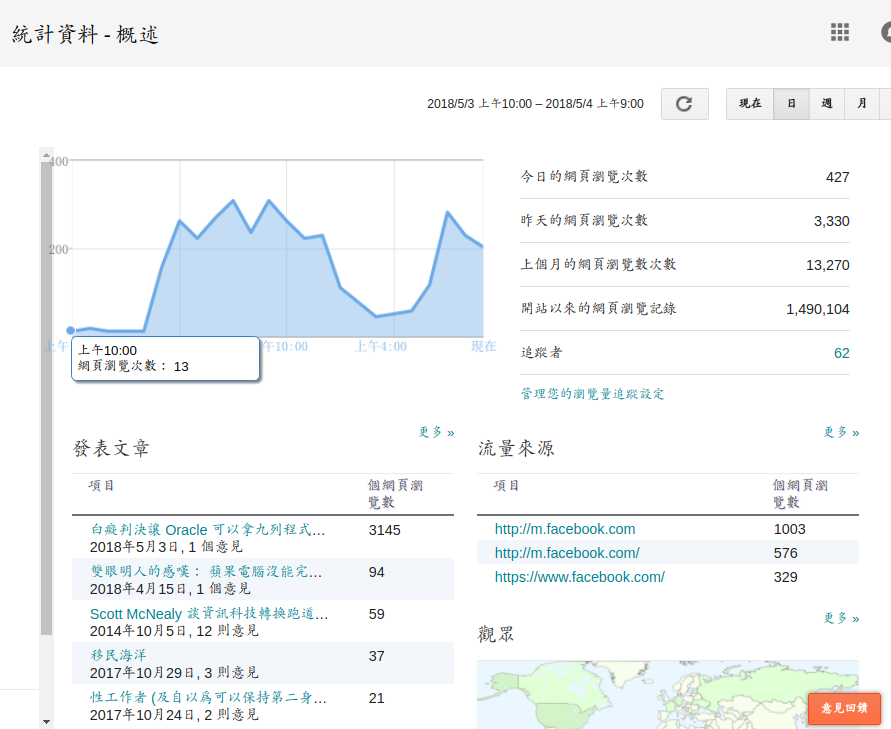 統計資料 - 概述
2018/5/3 上午10:00 – 2018/5/4 上午9:00
現在 日 週 月
400
200
上午
午10:00
上午4:00
現在
上午10:00
網頁瀏覽次數： 13
今日的網頁瀏覽次數 427
昨天的網頁瀏覽次數 3,330
上個月的網頁瀏覽數次數 13,270
開站以來的網頁瀏覽記錄 1,490,104
追蹤者 62
管理您的瀏覽量追蹤設定
更多 »
發表文章
項目 個網頁瀏
覽數
白癡判決讓 Oracle 可以拿九列程式… 3145
2018年5月3日, 1 個意見
雙眼明人的感嘆： 蘋果電腦沒能完… 94
2018年4月15日, 1 個意見
Scott McNealy 談資訊科技轉換跑道… 59
2014年10月5日, 12 則意見
移民海洋 37
2017年10月29日, 3 則意見
性工作者 (及自以為可以保持第二身… 21
2017年10月24日, 2 則意見
更多 »
流量來源
項目 個網頁瀏
覽數
http://m.facebook.com 1003
http://m.facebook.com/ 576
https://www.facebook.com/ 329
更多 »
觀眾
意見回饋